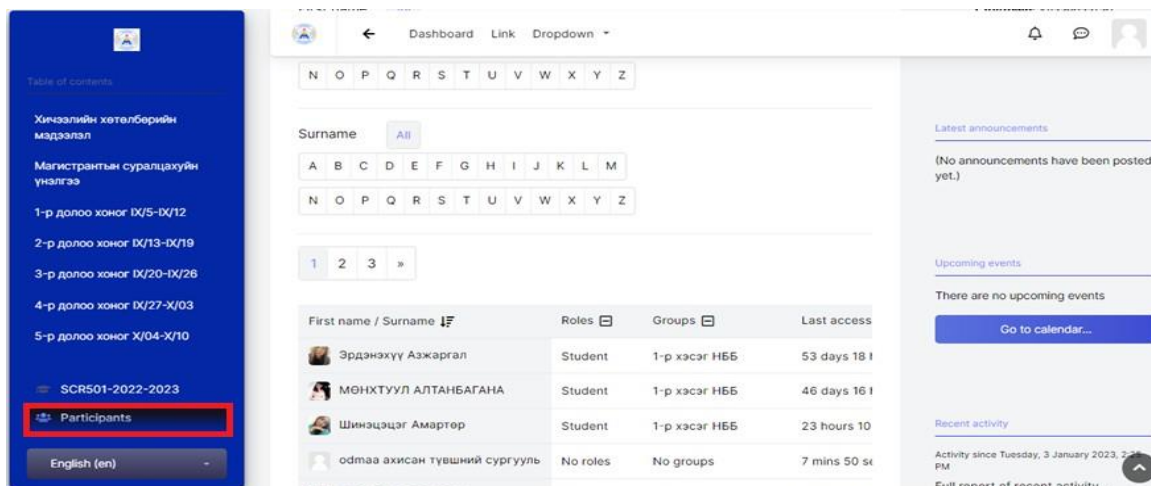 Table of contents
Хичээлийн хөтөлбөрийн
мэдээлэл
Магистрантын суралцахуйн
үнэлгээ
1-р долоо хоног IX/5-IX/12
2-р долоо хоног IX/13-IX/19
3-р долоо хоног IX/20-IX/26
4-р долоо хоног IX/27-X/03
5-р долоо хоног X/04-X/10
SCR501-2022-2023
Participants
English (en)
Dashboard Link Dropdown
N O P Q R S T U V W X Y Z
Surname All
A B C D E F G H I J K L M
N O P Q R S T U V W X Y Z
1 2 3 »
First name / Surname Roles Groups Last access
Эрдэнэхүү Азжаргал Student 1-р хэсэг НББ 53 days 18
МӨНХТУУЛ АЛТАНБАГАНА Student 1-р хэсэг НББ 46 days 16
Шинэцэцэг Амартөр Student 1-р хэсэг НББ 23 hours 10
odmaa ахисан түвшний сургууль No roles No groups 7 mins 50
Latest announcements
(No announcements have been posted
yet.)
Upcoming events
There are no upcoming events
Go to calendar...
Recent activity
Activity since Tuesday, 3 January 2023,
PM
Full report of recent activity